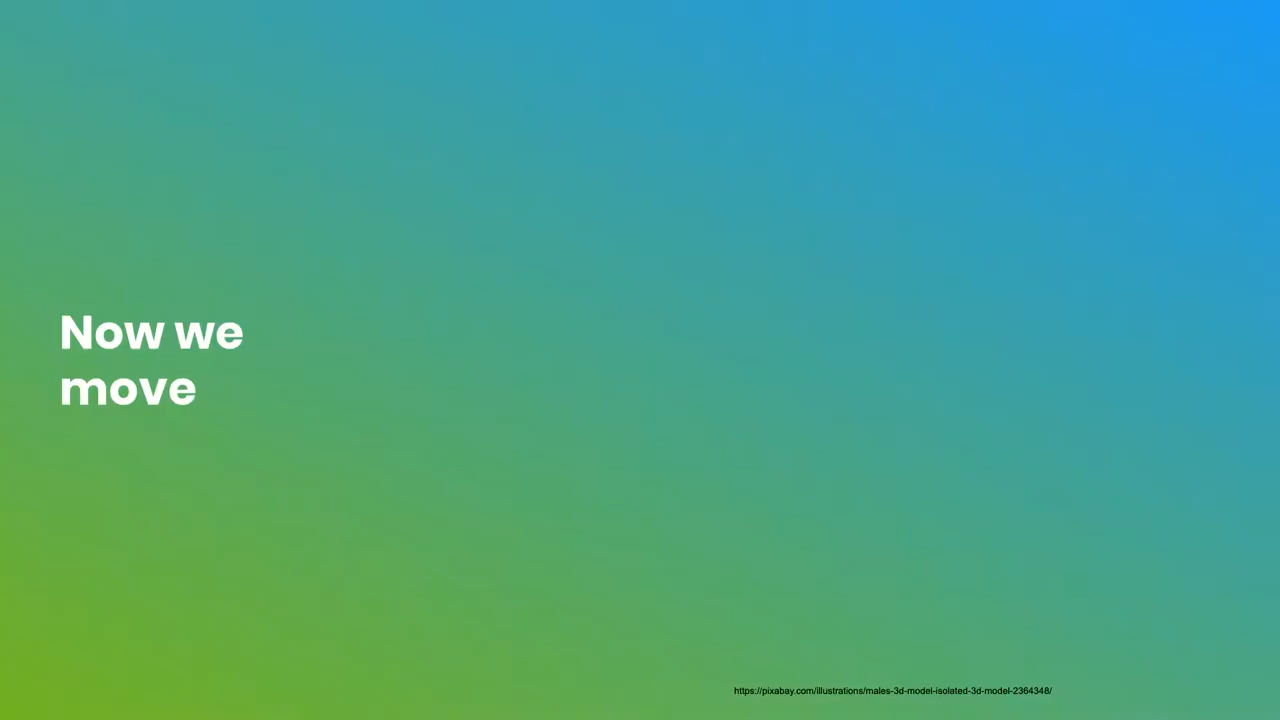 Now we
move
https://pixabay.com/illustrations/males-3d-model-isolated-3d-model-2364348/